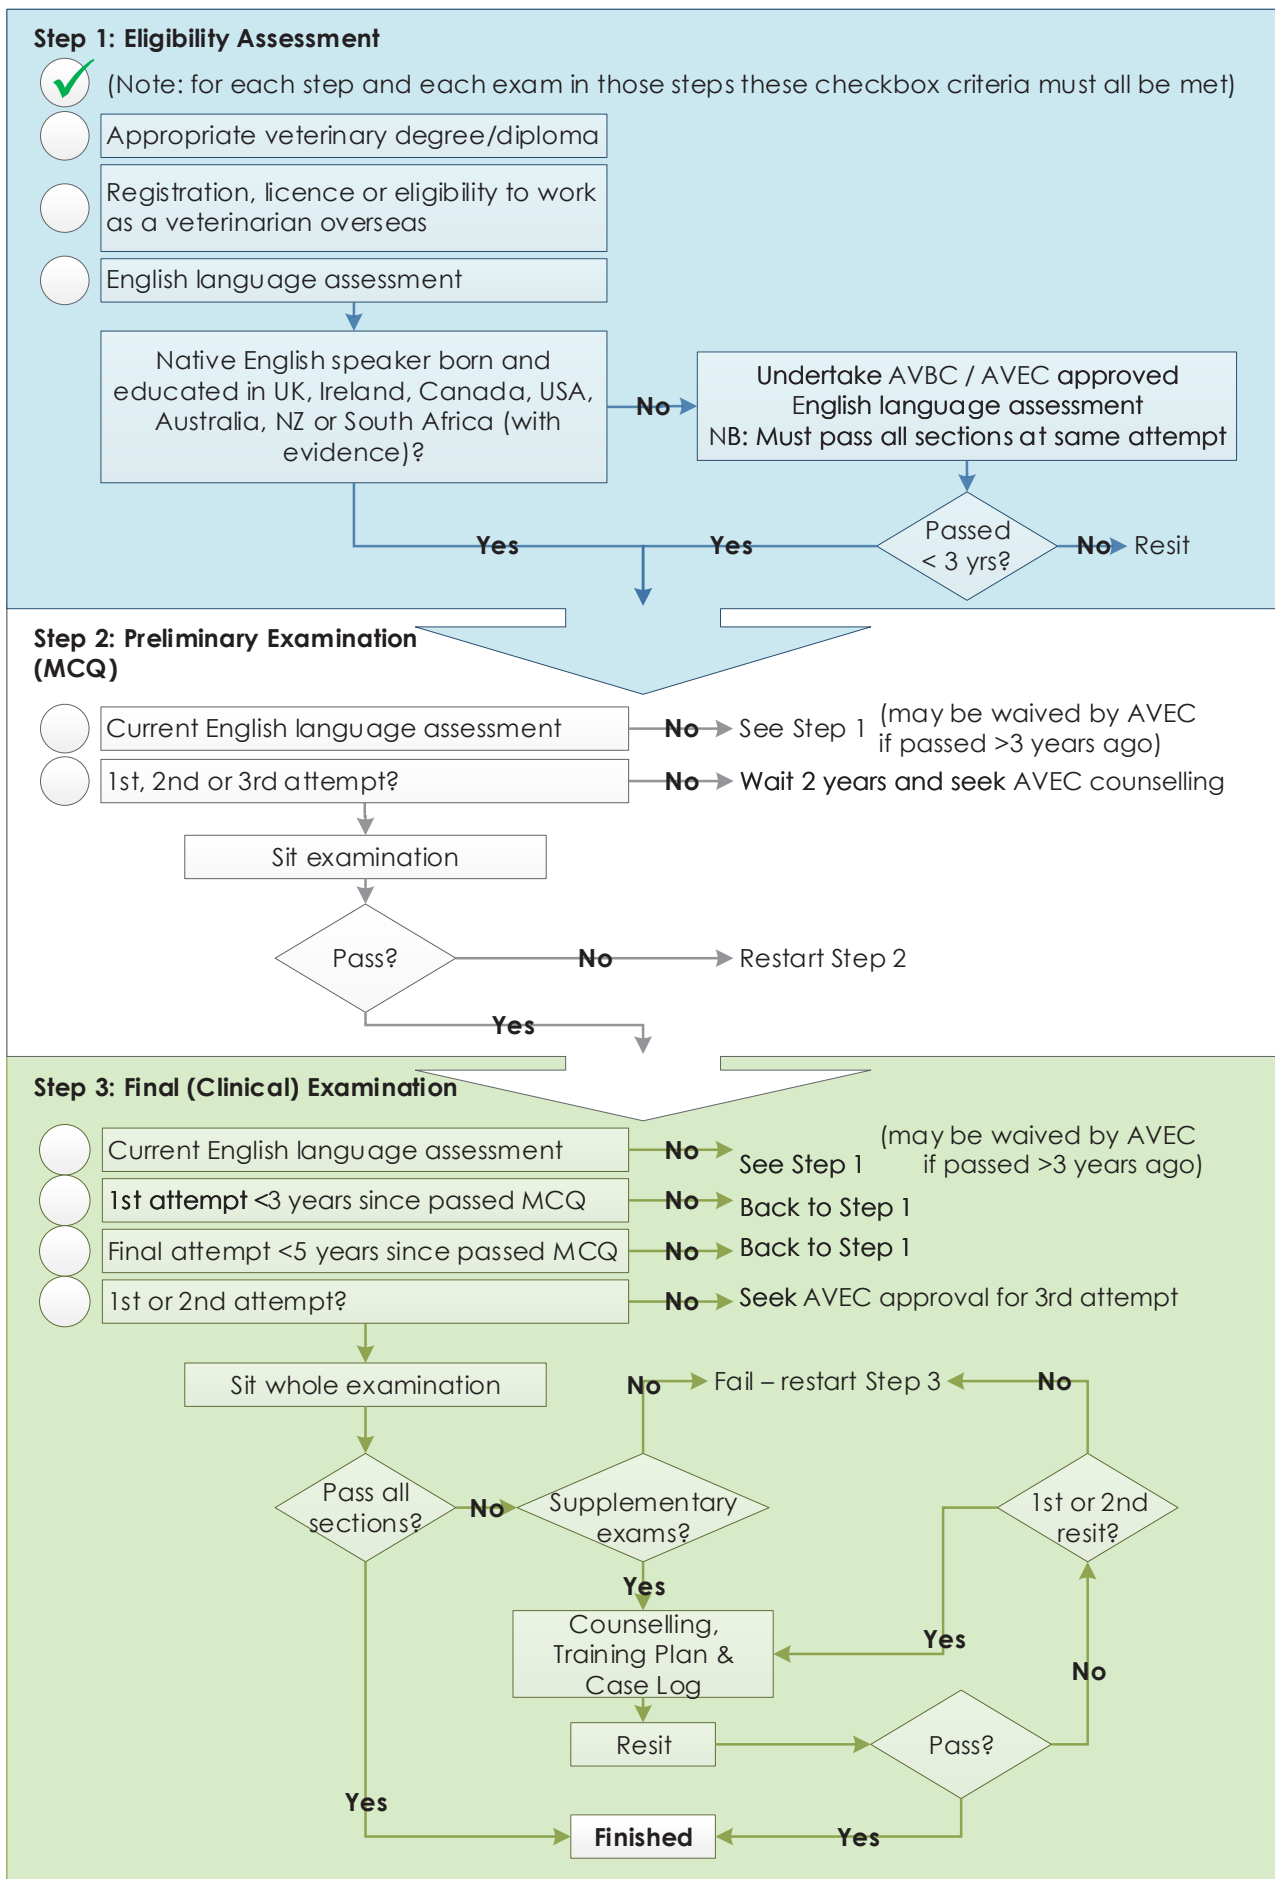 Step 1: Eligibility Assessment
(Note: for each step and each exam in those steps these checkbox criteria must all be met)
Appropriate veterinary degree/diploma
Registration, licence or eligibility to work
as a veterinarian overseas
English language assessment
Native English speaker born and
educated in UK, Ireland, Canada, USA,
Australia, NZ or South Africa (with
evidence)?
No
Undertake AVBC / AVEC approved
English language assessment
NB: Must pass all sections at same attempt
Yes
Yes
Passed
< 3 yrs?
No
Resit
Step 2: Preliminary Examination
(MCQ)
Current English language assessment
No
See Step 1
(may be waived by AVEC
if passed >3 years ago)
1st, 2nd or 3rd attempt?
No
Wait 2 years and seek AVEC counselling
Sit examination
Pass?
No
Restart Step 2
Yes
Step 3: Final (Clinical) Examination
Current English language assessment
No
See Step 1
(may be waived by AVEC
if passed >3 years ago)
1st attempt <3 years since passed MCQ
No
Back to Step 1
Final attempt <5 years since passed MCQ
No
Back to Step 1
1st or 2nd attempt?
No
Seek AVEC approval for 3rd attempt
Sit whole examination
No
Fail – restart Step 3
No
Pass all
sections?
No
Supplementary
exams?
1st or 2nd
resit?
Yes
Counselling,
Training Plan &
Case Log
Yes
No
Resit
Pass?
Yes
Finished
Yes